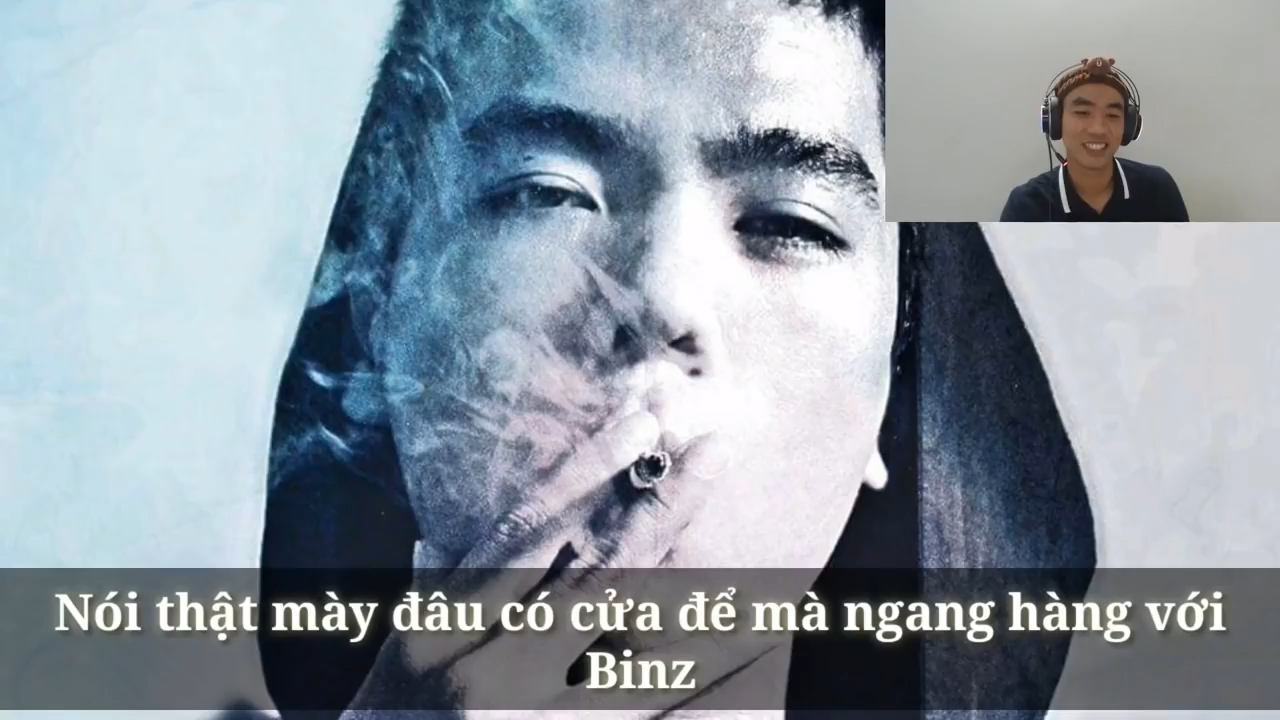 Nói thật mày đâu có cửa để mà ngang hàng với
Binz